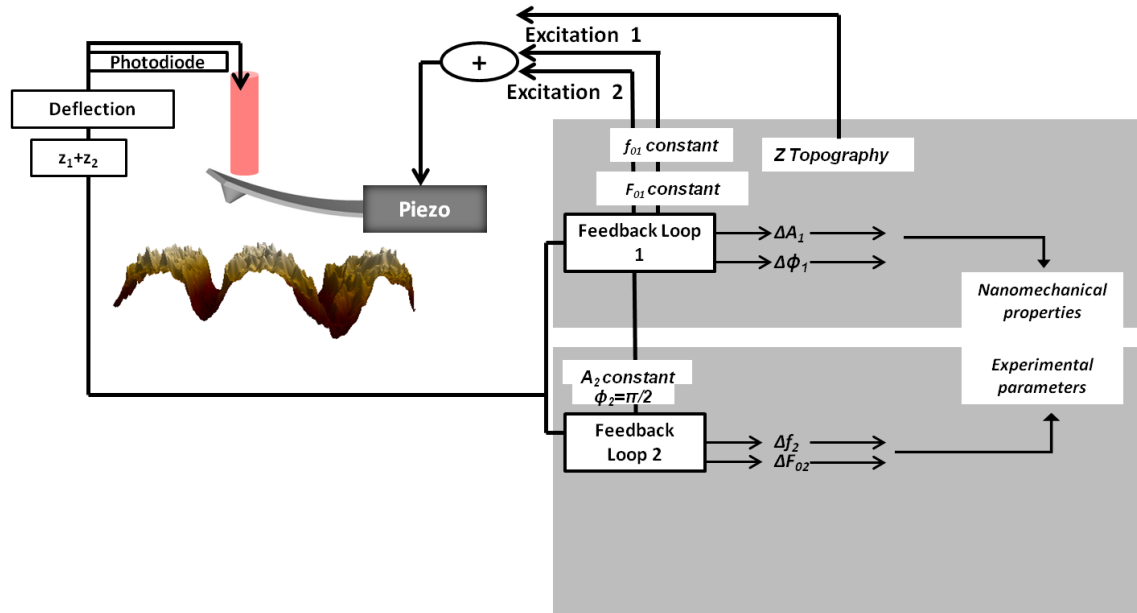 Excitation 1
Photodiode
+
Excitation 2
Deflection
z₁+z₂
f₀₁ constant
Z Topography
F₀₁ constant
Piezo
Feedback Loop
1
ΔA₁
Δϕ₁
Nanomechanical
properties
Experimental
parameters
A₂ constant
ϕ₂=π/2
Feedback
Loop 2
Δf₂
ΔF₀₂